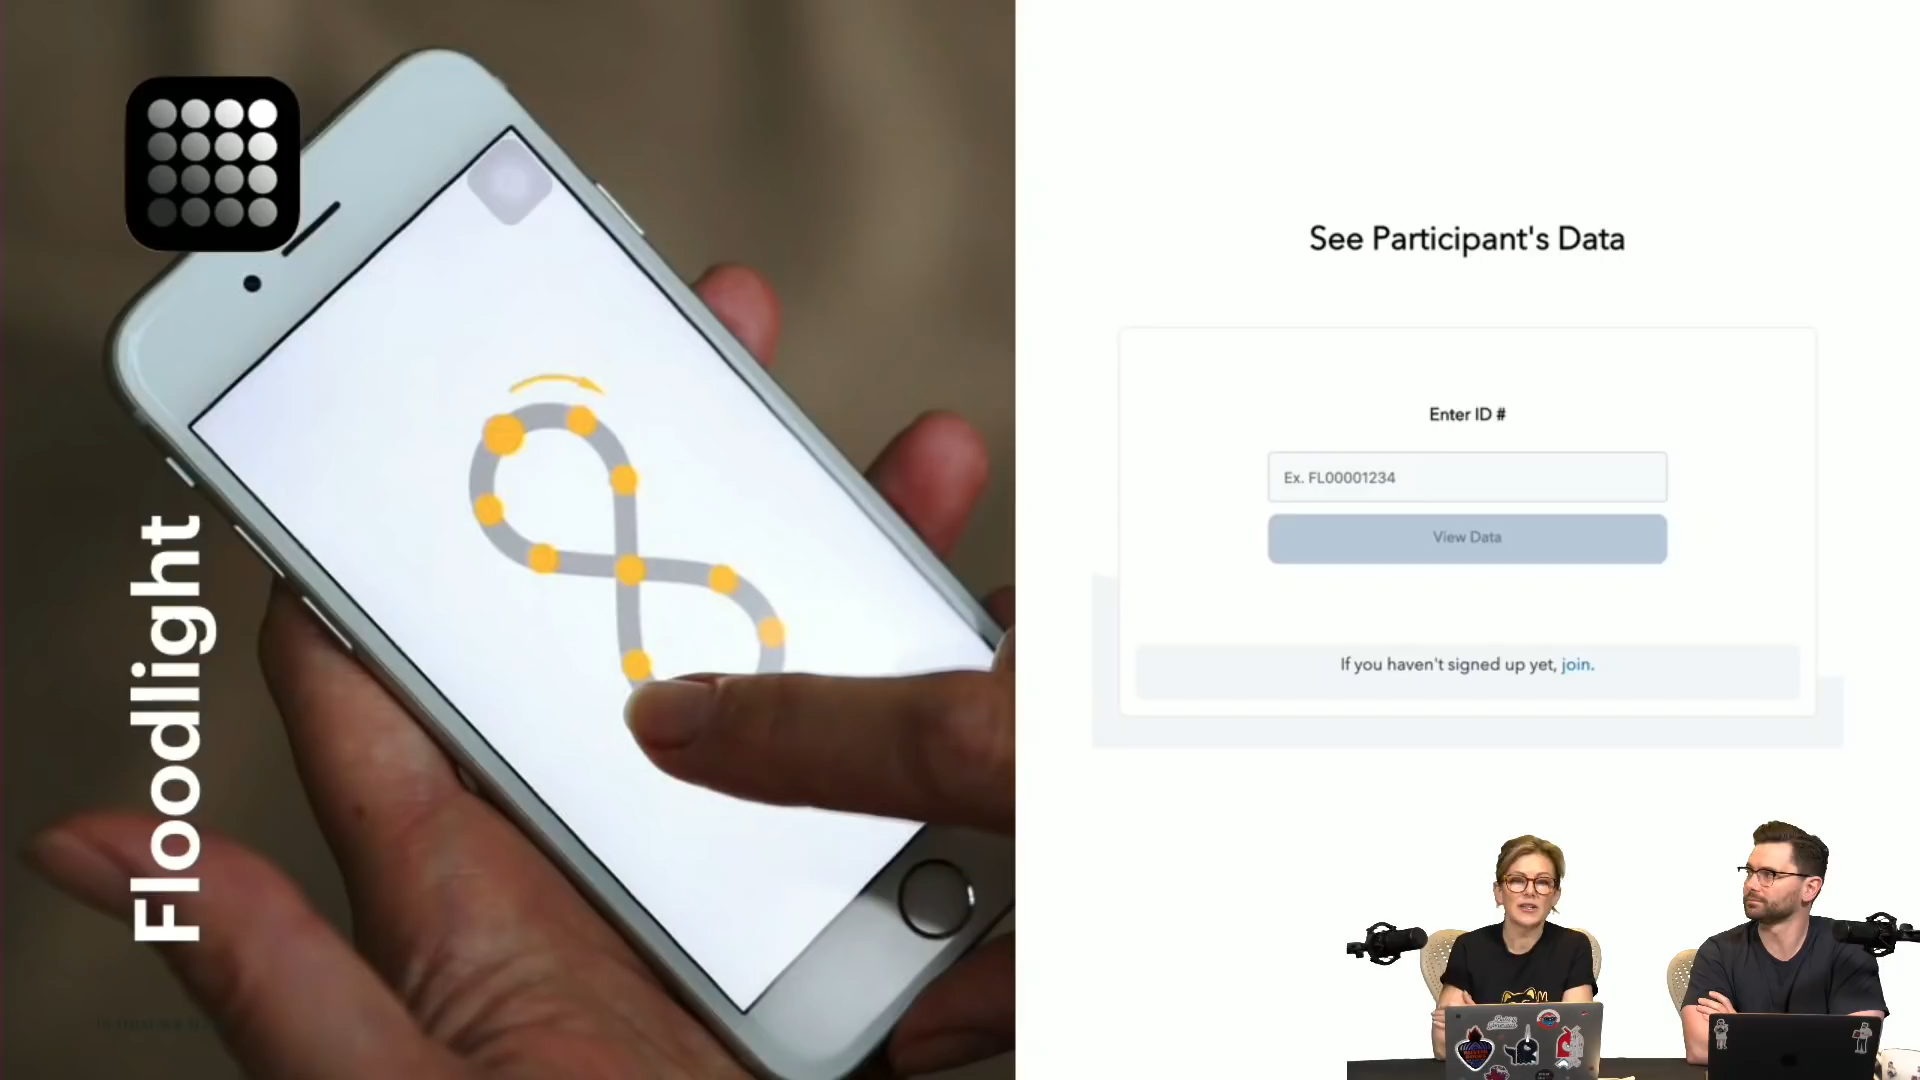 Floodlight
See Participant's Data
Enter ID #
Ex. FL00001234
View Data
If you haven't signed up yet, join.